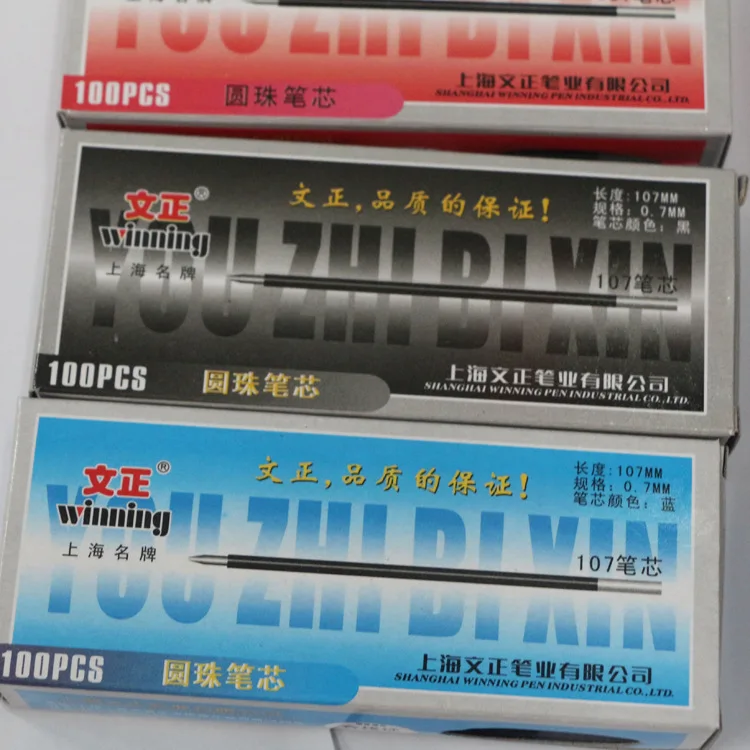 YOU ZHI BI XIN
100PCS
圆珠笔芯
上海文正笔业有限公司
SHANGHAI WINNING PEN INDUSTRIAL CO.,LTD.
文正®
winning
上海名牌
文正,品质的保证!
长度:107MM
规格:0.7MM
笔芯颜色:黑
YOU ZHI BI XIN
107笔芯
100PCS
圆珠笔芯
上海文正笔业有限公司
SHANGHAI WINNING PEN INDUSTRIAL CO.,LTD.
文正®
winning
上海名牌
文正,品质的保证!
长度:107MM
规格:0.7MM
笔芯颜色:蓝
YOU ZHI BI XIN
107笔芯
100PCS
圆珠笔芯
上海文正笔业有限公司
SHANGHAI WINNING PEN INDUSTRIAL CO.,LTD.